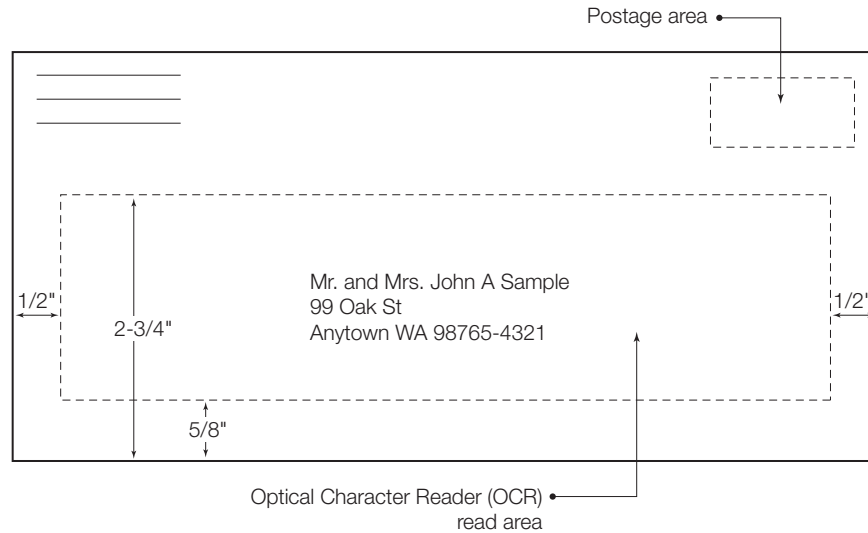 Postage area
Mr. and Mrs. John A Sample
99 Oak St
Anytown WA 98765-4321
1/2"
2-3/4"
1/2"
5/8"
Optical Character Reader (OCR)
read area